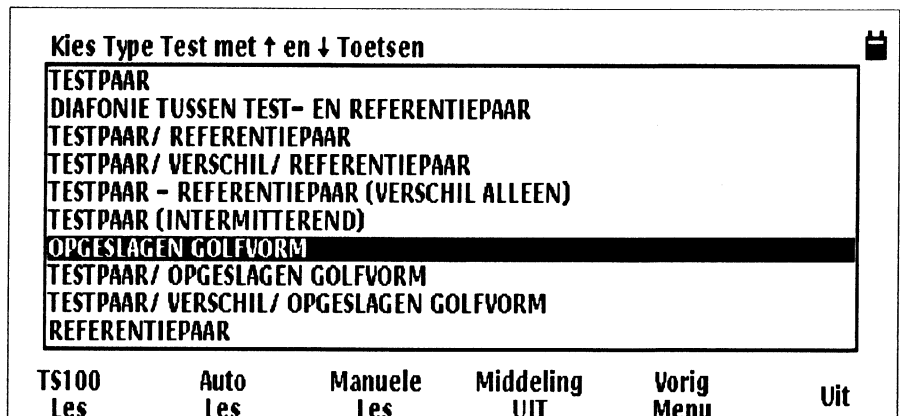 Kies Type Test met ↑ en ↓ Toetsen
TESTPAAR
DIAFONIE TUSSEN TEST- EN REFERENTIEPAAR
TESTPAAR/ REFERENTIEPAAR
TESTPAAR/ VERSCHIL/ REFERENTIEPAAR
TESTPAAR - REFERENTIEPAAR (VERSCHIL ALLEEN)
TESTPAAR (INTERMITTEREND)
OPGESLAGEN GOLFVORM
TESTPAAR/ OPGESLAGEN GOLFVORM
TESTPAAR/ VERSCHIL/ OPGESLAGEN GOLFVORM
REFERENTIEPAAR
TS100 Auto Manuele Middeling Vorig Uit
Les Les Les UIT Menu